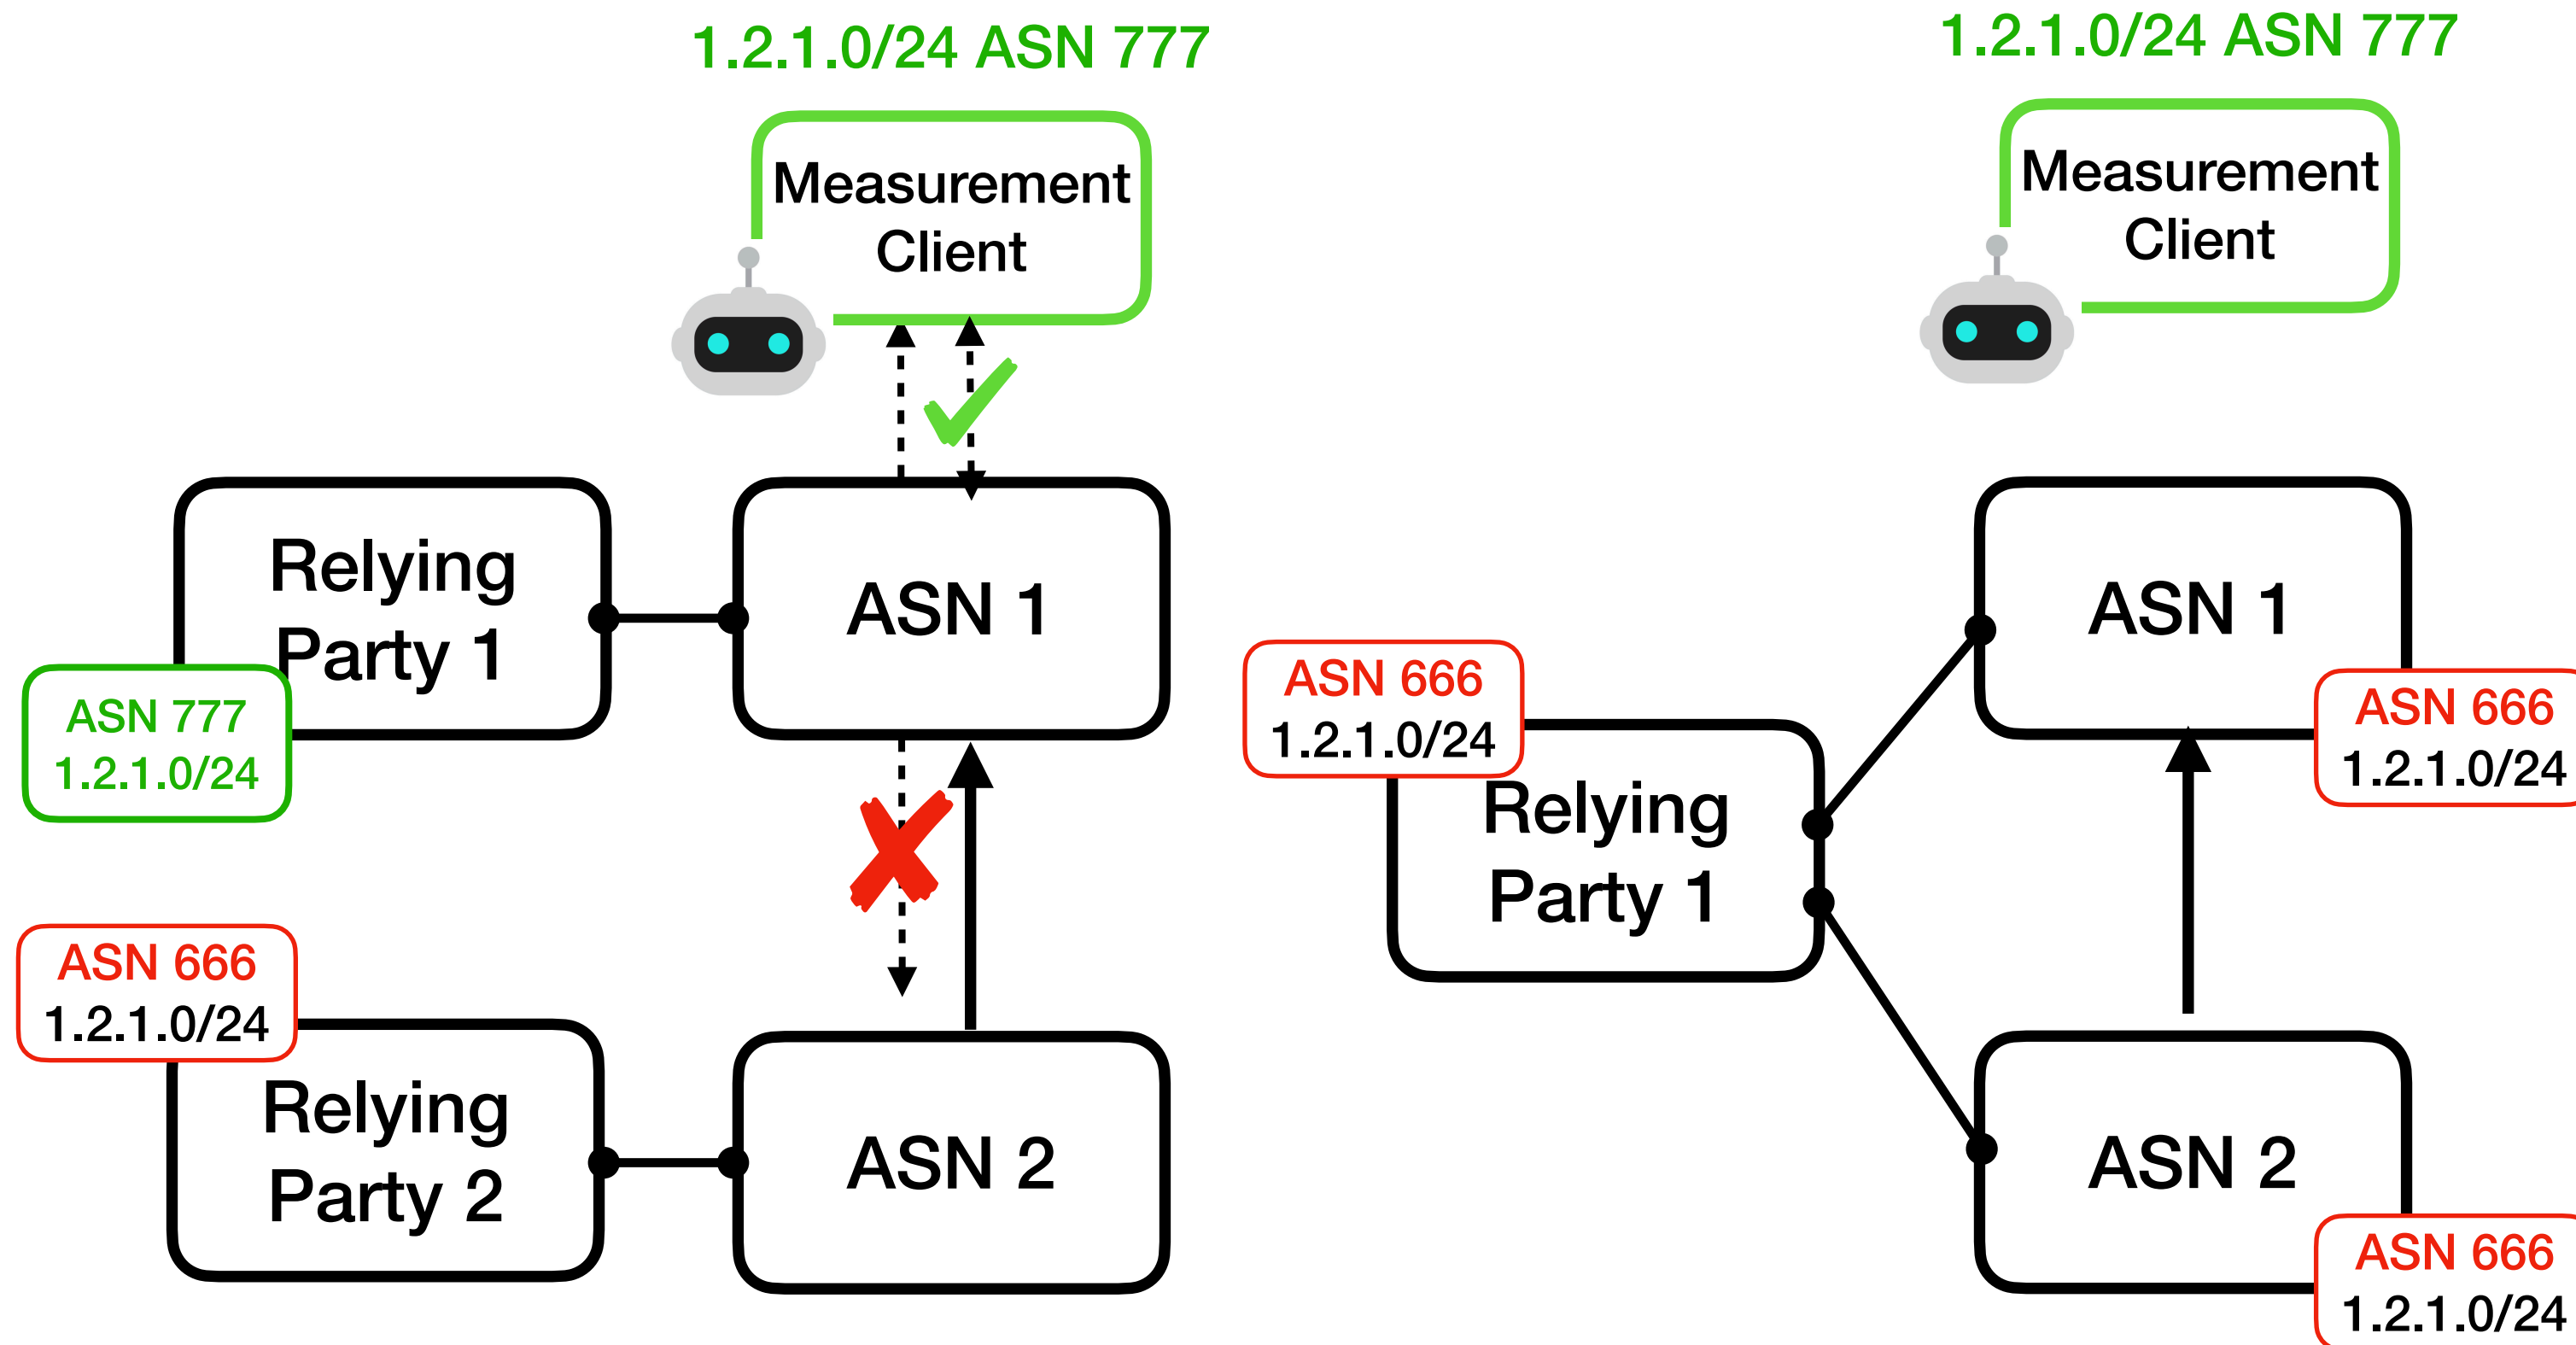 1.2.1.0/24 ASN 777
Measurement
Client
Relying
Party 1
ASN 777
1.2.1.0/24
ASN 1
ASN 666
1.2.1.0/24
Relying
Party 2
ASN 2
1.2.1.0/24 ASN 777
Measurement
Client
ASN 666
1.2.1.0/24
Relying
Party 1
ASN 1
ASN 666
1.2.1.0/24
ASN 2
ASN 666
1.2.1.0/24